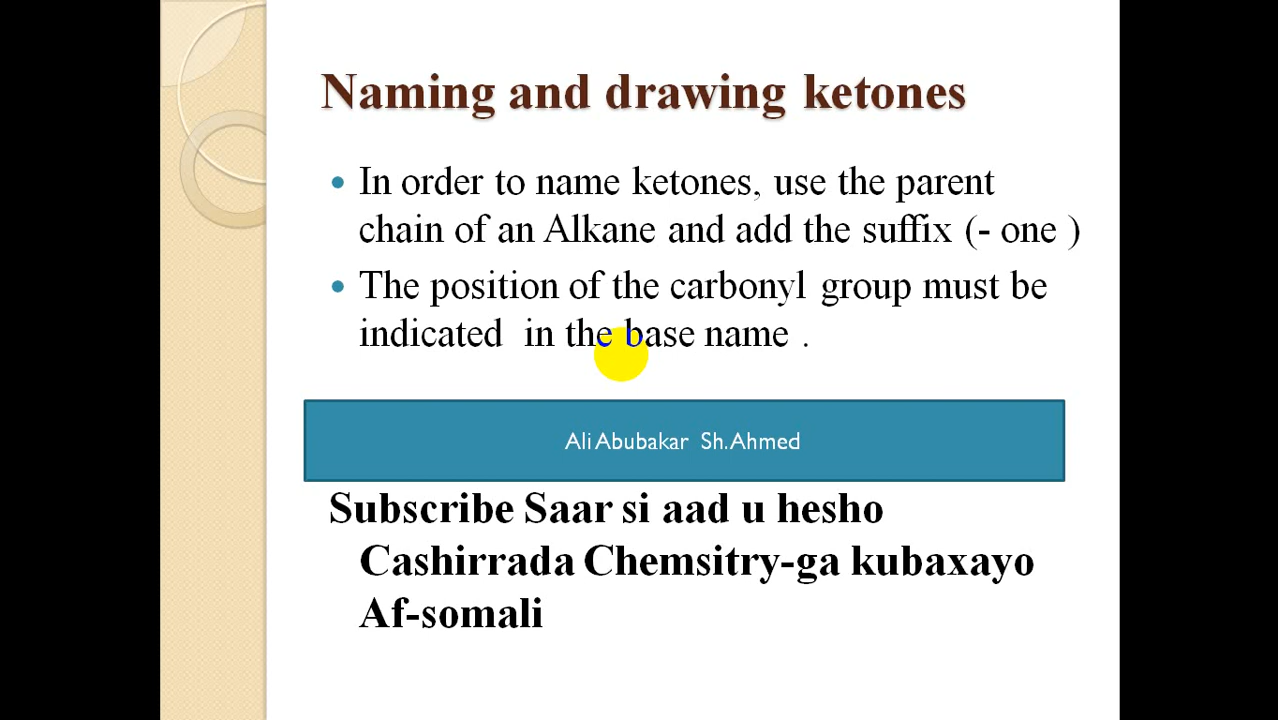 Naming and drawing ketones
• In order to name ketones, use the parent
chain of an Alkane and add the suffix (- one )
• The position of the carbonyl group must be
indicated in the base name .
Ali Abubakar Sh.Ahmed
Subscribe Saar si aad u hesho
Cashirrada Chemsitry-ga kubaxayo
Af-somali